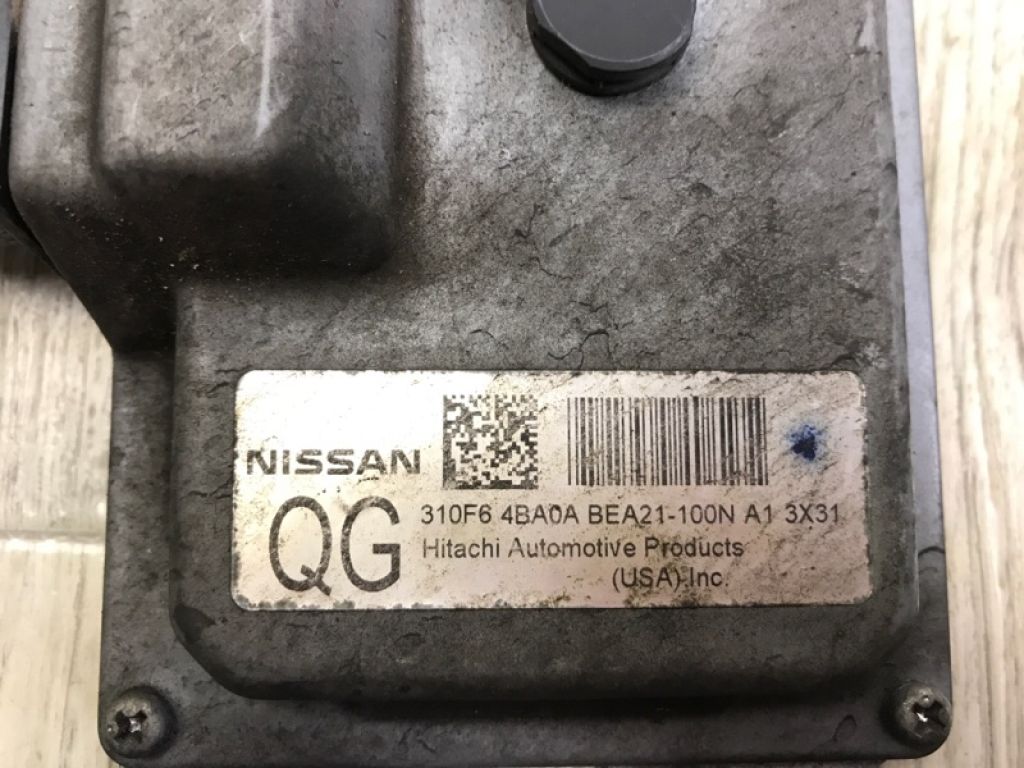 NISSAN
QG
310F6 4BA0A BEA21-100N A1 3X31
Hitachi Automotive Products
(USA) Inc.